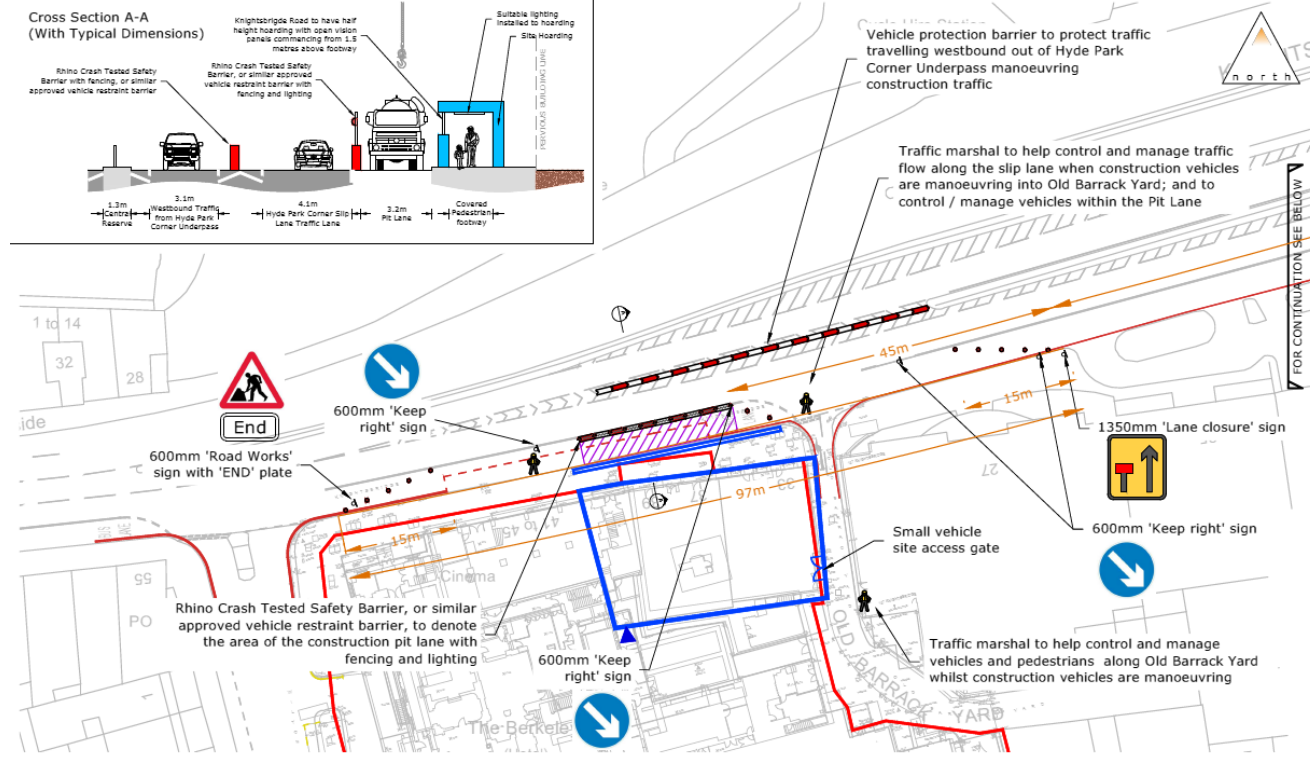 Cross Section A-A
(With Typical Dimensions)
Knightsbrigde Road to have half
height hoarding with open vision
panels commencing from 1.5
metres above footway
Suitable lighting
installed to hoarding
Site Hoarding
Rhino Crash Tested Safety
Barrier with fencing, or similar
approved vehicle restraint barrier
Rhino Crash Tested Safety
Barrier, or similar approved
vehicle restraint barrier with
fencing and lighting
PERVIOUS BUILDING LINE
1.3m
Central
Reserve
3.1m
Westbound Traffic
from Hyde Park
Corner Underpass
4.1m
Hyde Park Corner Slip
Lane Traffic Lane
3.2m
Pit Lane
Covered
Pedestrian
footway
Cycle Hire Station
Vehicle protection barrier to protect traffic
travelling westbound out of Hyde Park
Corner Underpass manoeuvring
construction traffic
north
Traffic marshal to help control and manage traffic
flow along the slip lane when construction vehicles
are manoeuvring into Old Barrack Yard; and to
control / manage vehicles within the Pit Lane
FOR CONTINUATION SEE BELOW
1 to 14
32
28
45m
15m
End
600mm 'Keep
right' sign
600mm 'Road Works'
sign with 'END' plate
1350mm 'Lane closure' sign
27
97m
33
37
15m
Small vehicle
site access gate
600mm 'Keep right' sign
55
PO
Cinema
Rhino Crash Tested Safety Barrier, or similar
approved vehicle restraint barrier, to denote
the area of the construction pit lane with
fencing and lighting
600mm 'Keep
right' sign
Traffic marshal to help control and manage
vehicles and pedestrians along Old Barrack Yard
whilst construction vehicles are manoeuvring
OLD BARRACK YARD
The Berkele